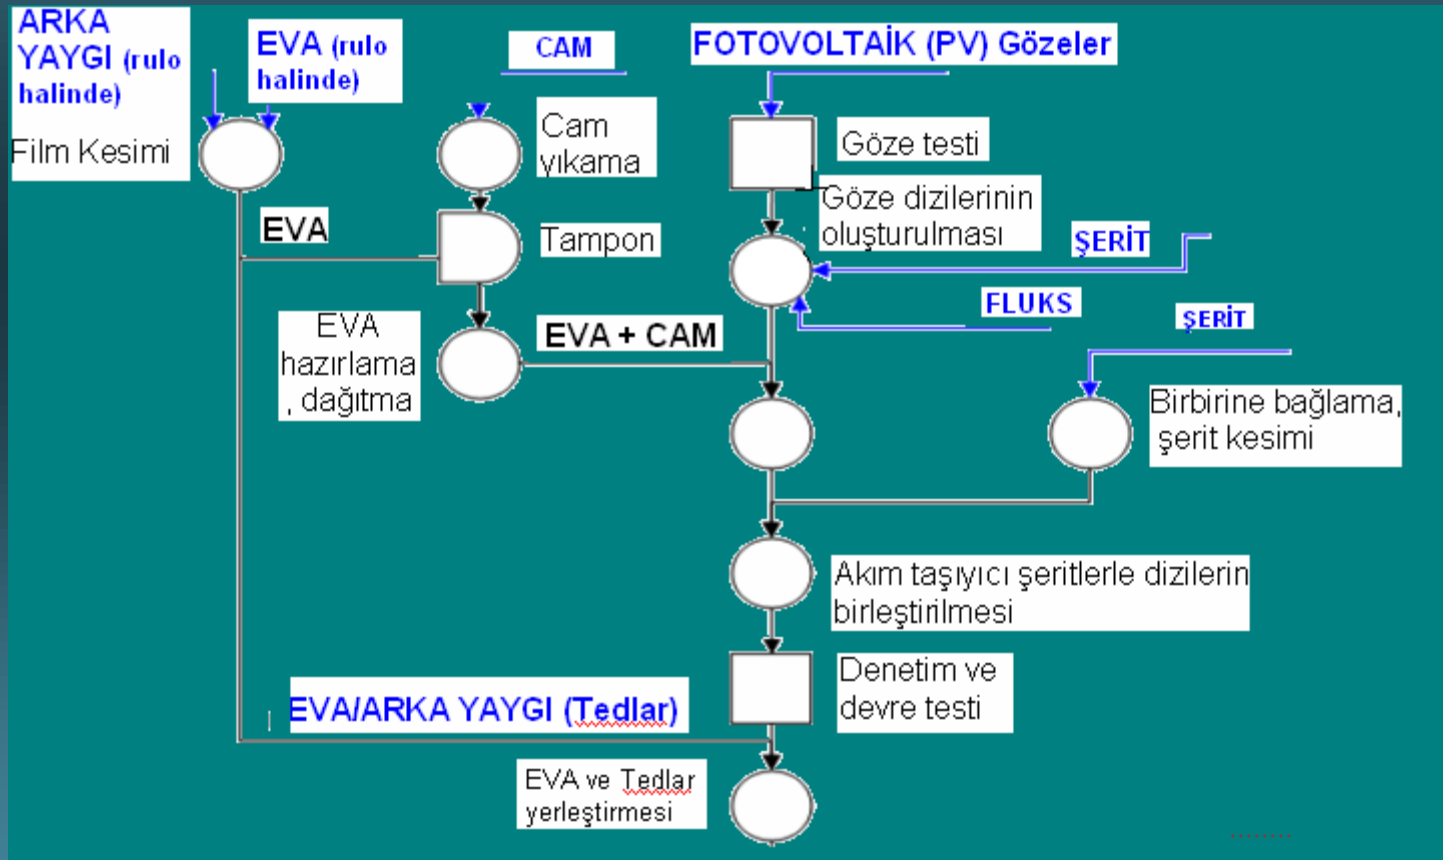 ARKA
YAYGI (rulo
halinde)
EVA (rulo
halinde)
CAM
FOTOVOLTAİK (PV) Gözeler
Film Kesimi
Cam
yıkama
Göze testi
Göze dizilerinin
oluşturulması
EVA
Tampon
ŞERİT
FLUKS
ŞERİT
EVA
hazırlama
, dağıtma
EVA + CAM
Birbirine bağlama,
şerit kesimi
Akım taşıyıcı şeritlerle dizilerin
birleştirilmesi
Denetim ve
devre testi
EVA/ARKA YAYGI (Tedlar)
EVA ve Tedlar
yerleştirmesi